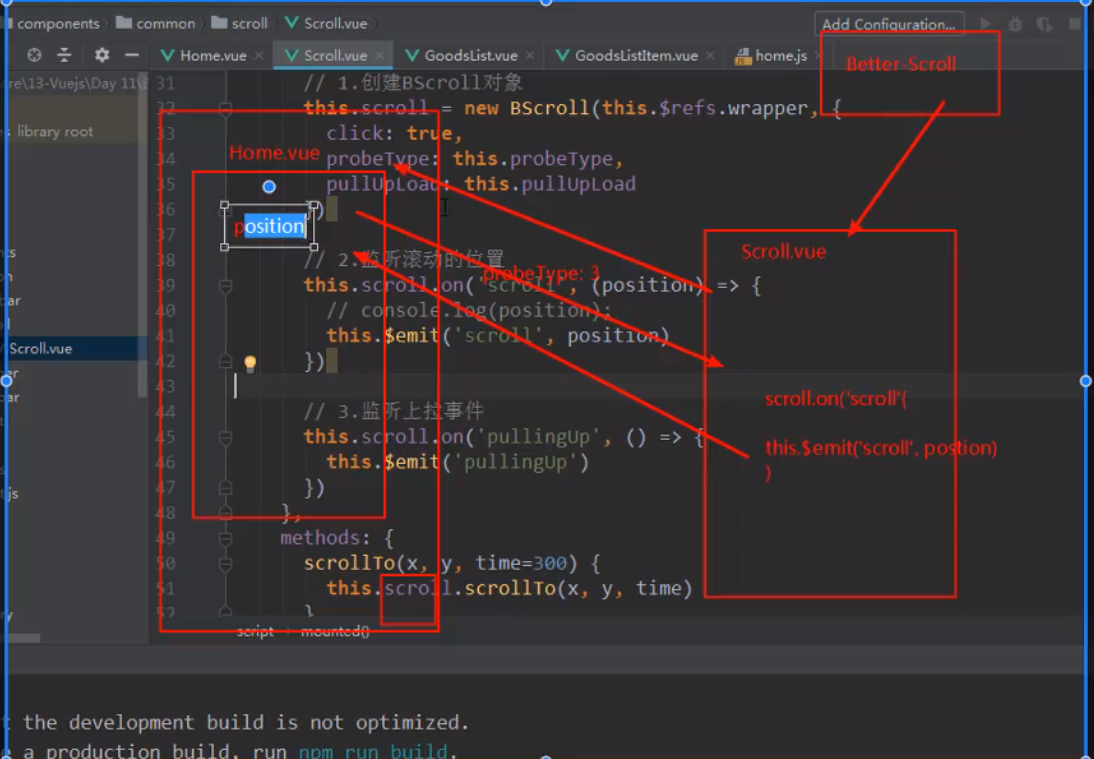 components common scroll Scroll.vue
Add Configuration...
Home.vue Scroll.vue GoodsList.vue GoodsListItem.vue home.js
Better-Scroll
re\13-Vuejs\Day 11\
library root
31 // 1.创建BScroll对象
32 this.scroll = new BScroll(this.$refs.wrapper, {
33 click: true,
Home.vue
34 probeType: this.probeType,
35 pullUpLoad: this.pullUpLoad
36 })
position
37
Scroll.vue
38 // 2.监听滚动的位置
probeType: 3
39 this.scroll.on('scroll', (position) => {
40 // console.log(position);
41 this.$emit('scroll', position)
Scroll.vue
42 })
43
scroll.on('scroll'{
44 // 3.监听上拉事件
45 this.scroll.on('pullingUp', () => {
this.$emit('scroll', postion)
46 this.$emit('pullingUp')
)
47 })
48 },
49 methods: {
50 scrollTo(x, y, time=300) {
51 this.scroll.scrollTo(x, y, time)
52 }
script mounted()
t the development build is not optimized.
e a production build, run npm run build.